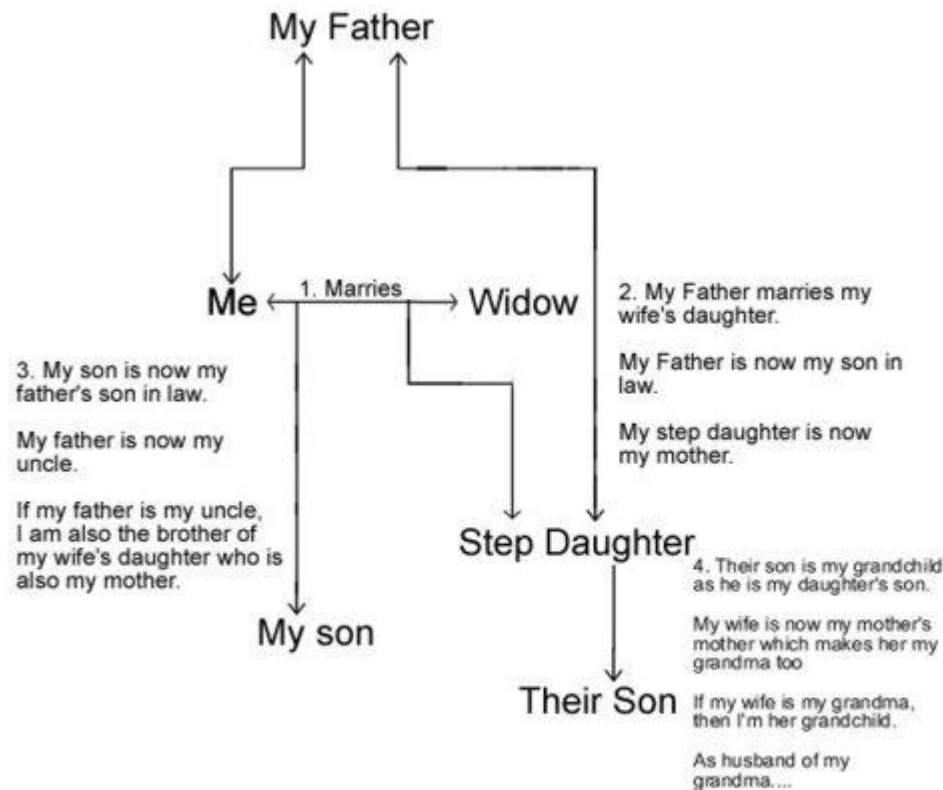 My Father
Me
1. Marries
Widow
2. My Father marries my
wife's daughter.
My Father is now my son in
law.
My step daughter is now
my mother.
3. My son is now my
father's son in law.
My father is now my
uncle.
If my father is my uncle,
I am also the brother of
my wife's daughter who is
also my mother.
Step Daughter
My son
4. Their son is my grandchild
as he is my daughter's son.
My wife is now my mother's
mother which makes her my
grandma too
Their Son
If my wife is my grandma,
then I'm her grandchild.
As husband of my
grandma....